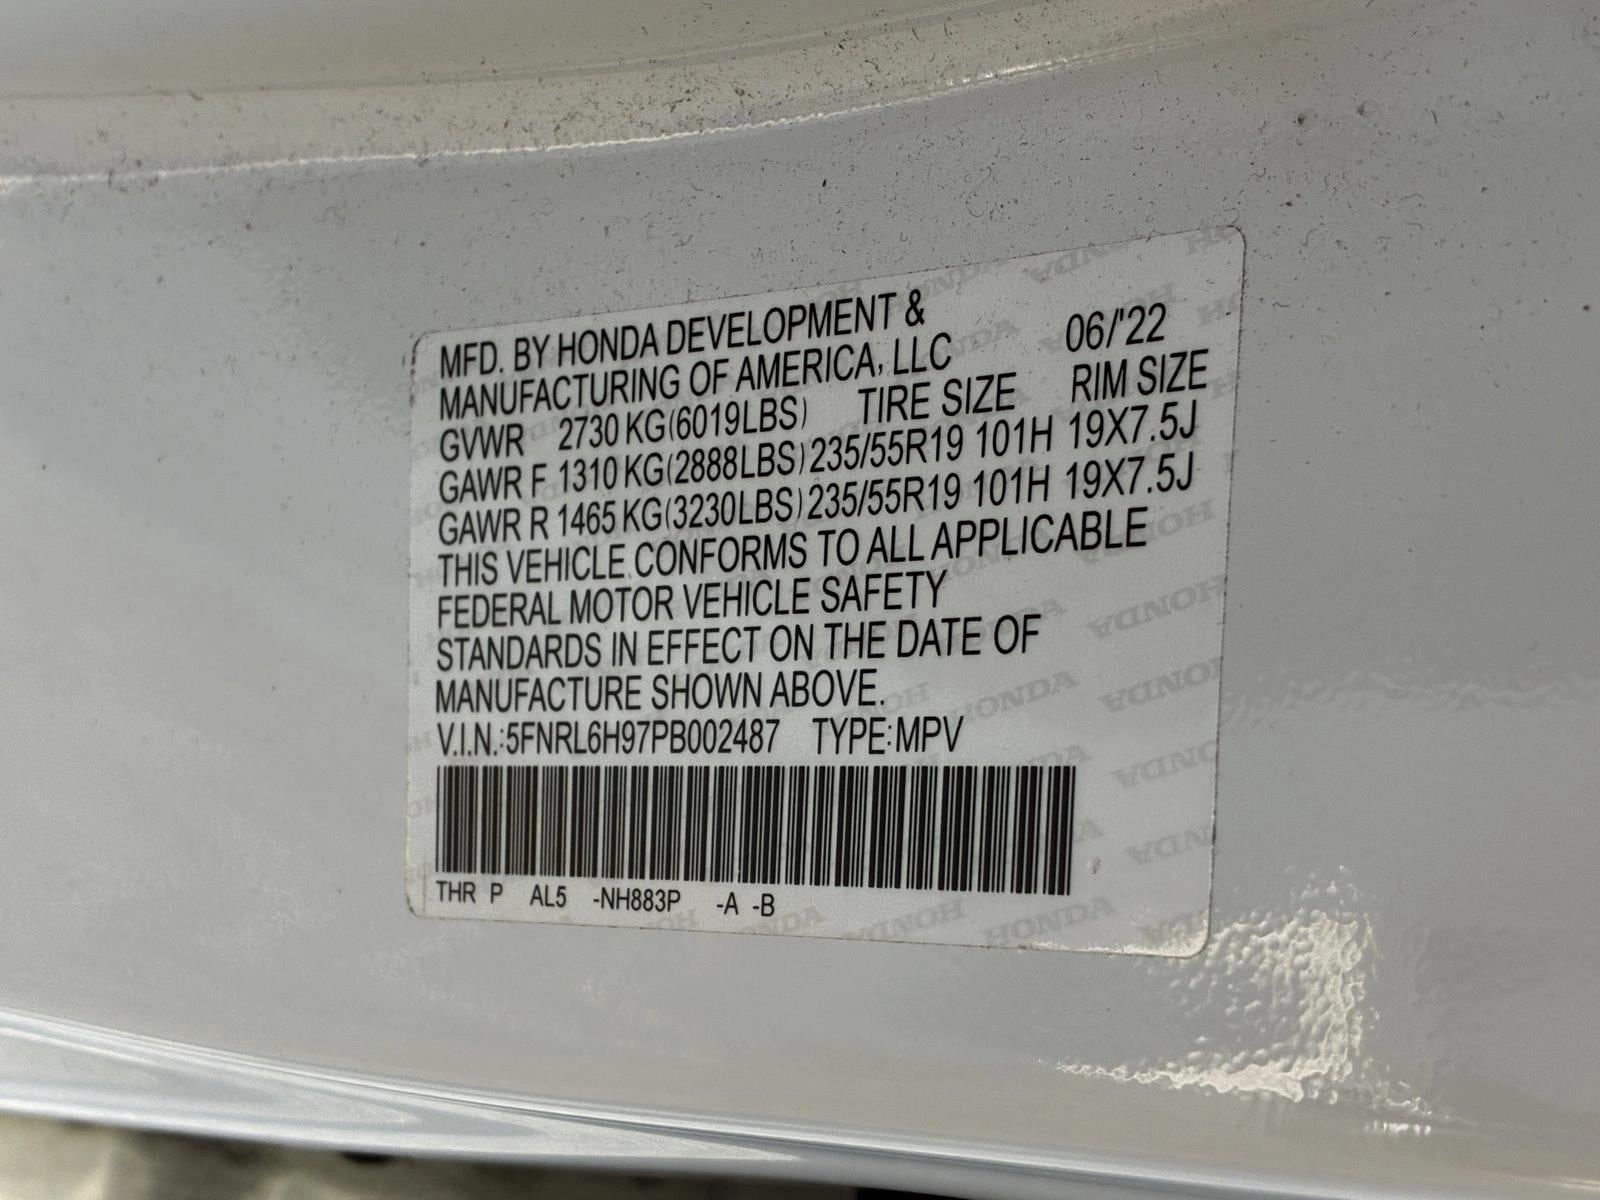 MFD. BY HONDA DEVELOPMENT &
MANUFACTURING OF AMERICA, LLC 06/'22
GVWR 2730 KG(6019LBS) TIRE SIZE RIM SIZE
GAWR F 1310 KG(2888LBS) 235/55R19 101H 19X7.5J
GAWR R 1465 KG(3230LBS) 235/55R19 101H 19X7.5J
THIS VEHICLE CONFORMS TO ALL APPLICABLE
FEDERAL MOTOR VEHICLE SAFETY
STANDARDS IN EFFECT ON THE DATE OF
MANUFACTURE SHOWN ABOVE.
V.I.N.:5FNRL6H97PB002487 TYPE:MPV
THR P AL5 -NH883P -A -B